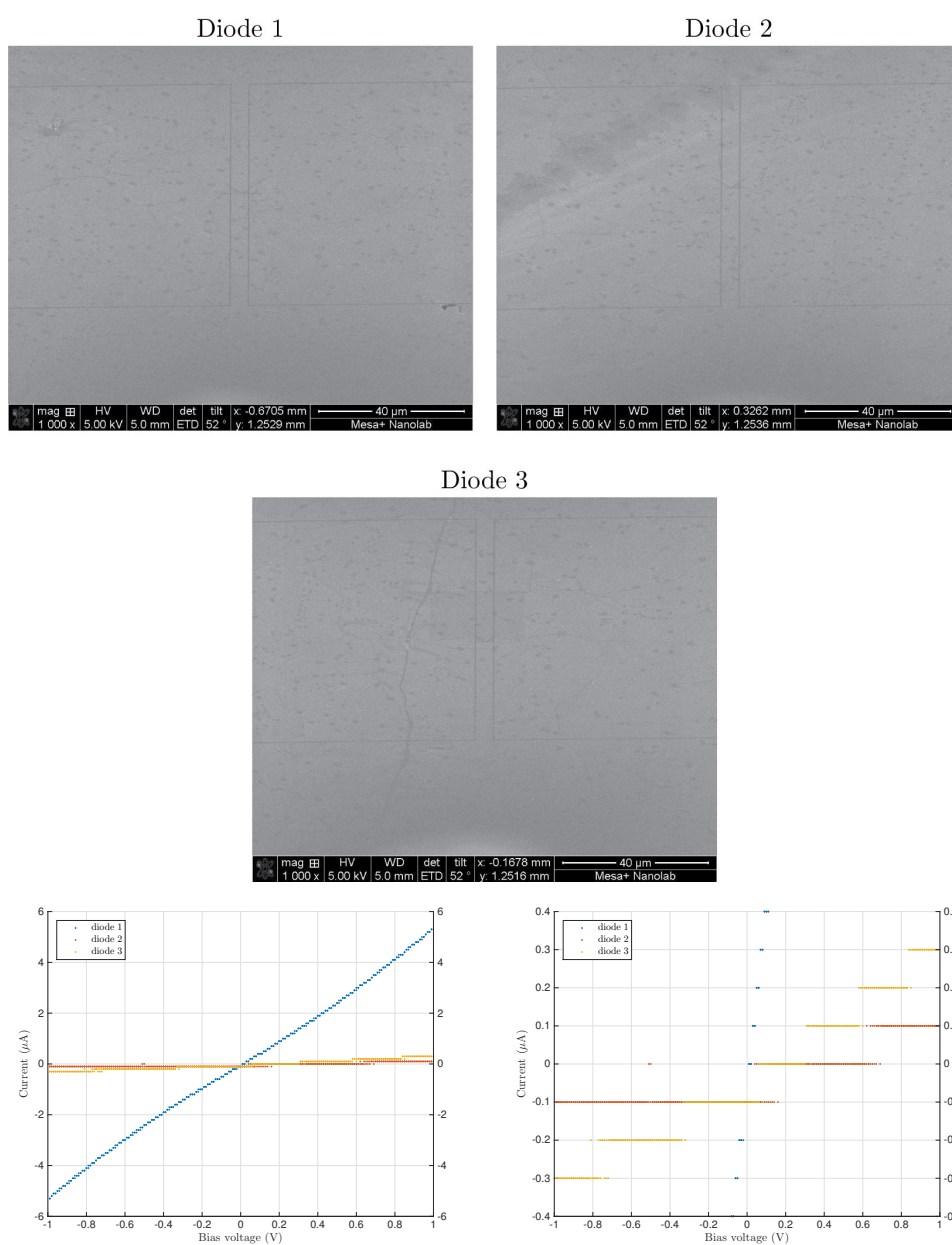 Diode 1
Diode 2
mag HV WD det tilt x: -0.6705 mm 40 µm
1 000 x 5.00 kV 5.0 mm ETD 52 ° y: 1.2529 mm Mesa+ Nanolab
mag HV WD det tilt x: 0.3262 mm 40 µm
1 000 x 5.00 kV 5.0 mm ETD 52 ° y: 1.2536 mm Mesa+ Nanolab
Diode 3
mag HV WD det tilt x: -0.1678 mm 40 µm
1 000 x 5.00 kV 5.0 mm ETD 52 ° y: 1.2516 mm Mesa+ Nanolab
6 6
diode 1
diode 2
diode 3
4 4
2 2
0 0
-2 -2
-4 -4
-6 -6
Current (µA)
-1 -0.8 -0.6 -0.4 -0.2 0 0.2 0.4 0.6 0.8 1
Bias voltage (V)
0.4
diode 1
diode 2
diode 3
0.3
0.2
0.1
0
-0.1
-0.2
-0.3
-0.4
Current (µA)
-1 -0.8 -0.6 -0.4 -0.2 0 0.2 0.4 0.6 0.8 1
Bias voltage (V)